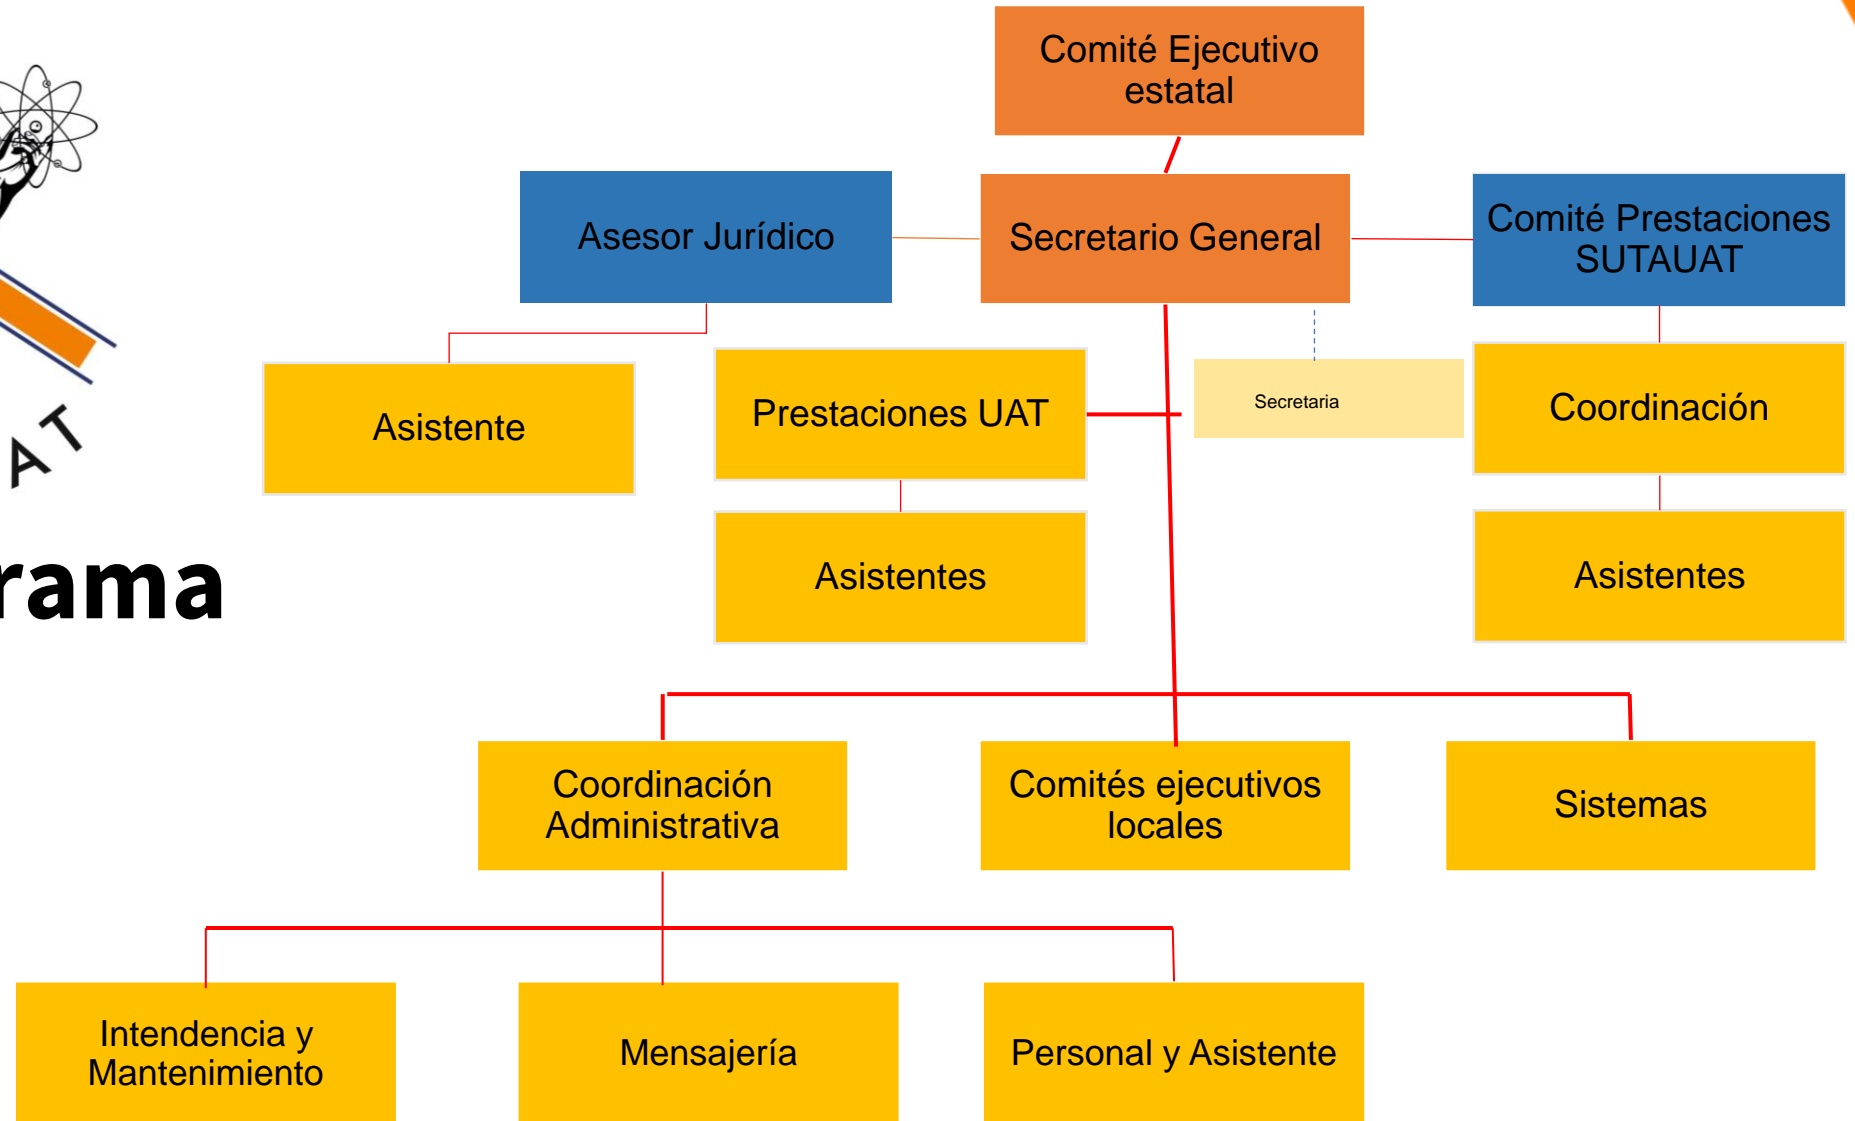 Comité Ejecutivo
estatal
Asesor Jurídico
Secretario General
Comité Prestaciones
SUTAUAT
Asistente
Prestaciones UAT
Secretaria
Coordinación
AT
Asistentes
Asistentes
rama
Coordinación
Administrativa
Comités ejecutivos
locales
Sistemas
Intendencia y
Mantenimiento
Mensajería
Personal y Asistente